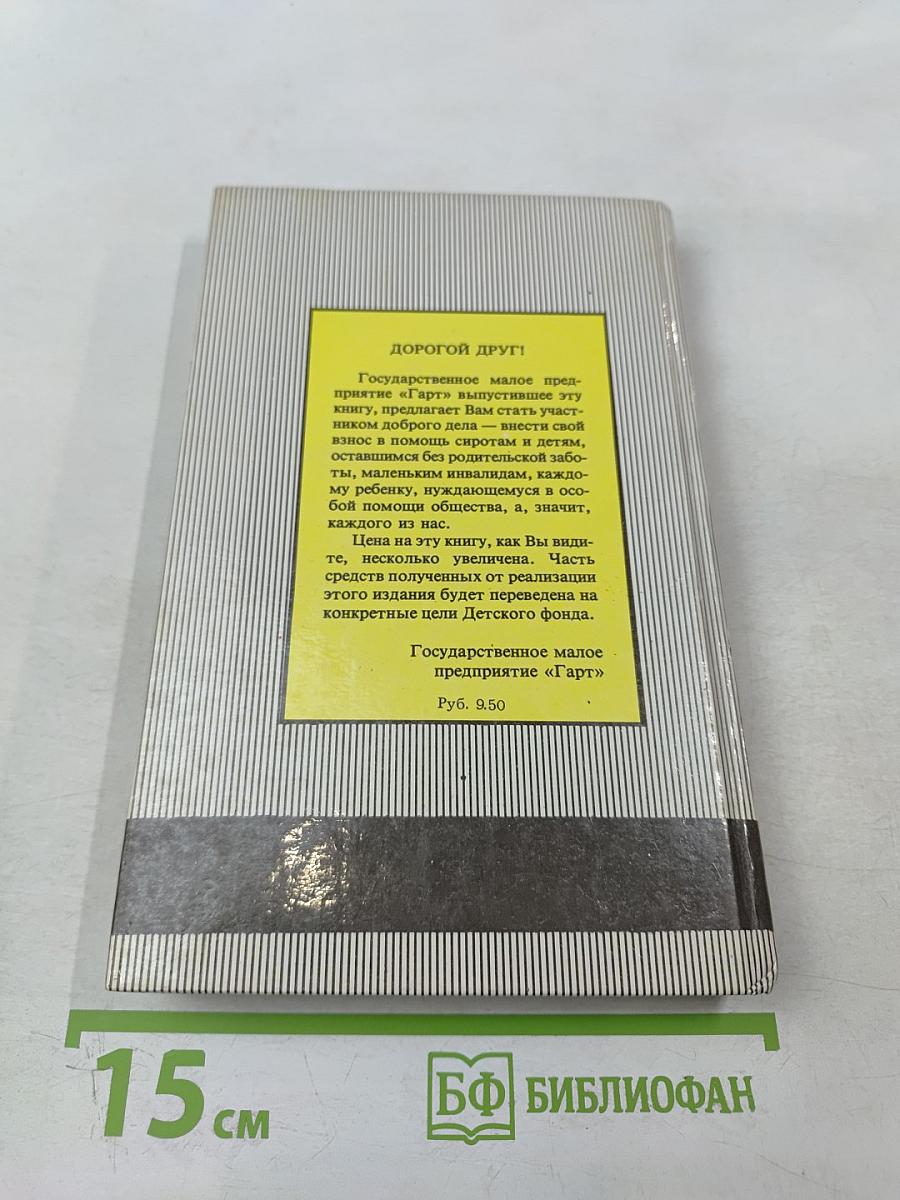 ДОРОГОЙ ДРУГ!
Государственное малое пред-
приятие «Гарт» выпустившее эту
книгу, предлагает Вам стать участ-
ником доброго дела — внести свой
взнос в помощь сиротам и детям,
оставшимся без родительской забо-
ты, маленьким инвалидам, каждо-
му ребенку, нуждающемуся в осо-
бой помощи общества, а, значит,
каждого из нас.
Цена на эту книгу, как Вы види-
те, несколько увеличена. Часть
средств полученных от реализации
этого издания будет переведена на
конкретные цели Детского фонда.
Государственное малое
предприятие «Гарт»
Руб. 9.50
15 см
БФ БИБЛИОФАН